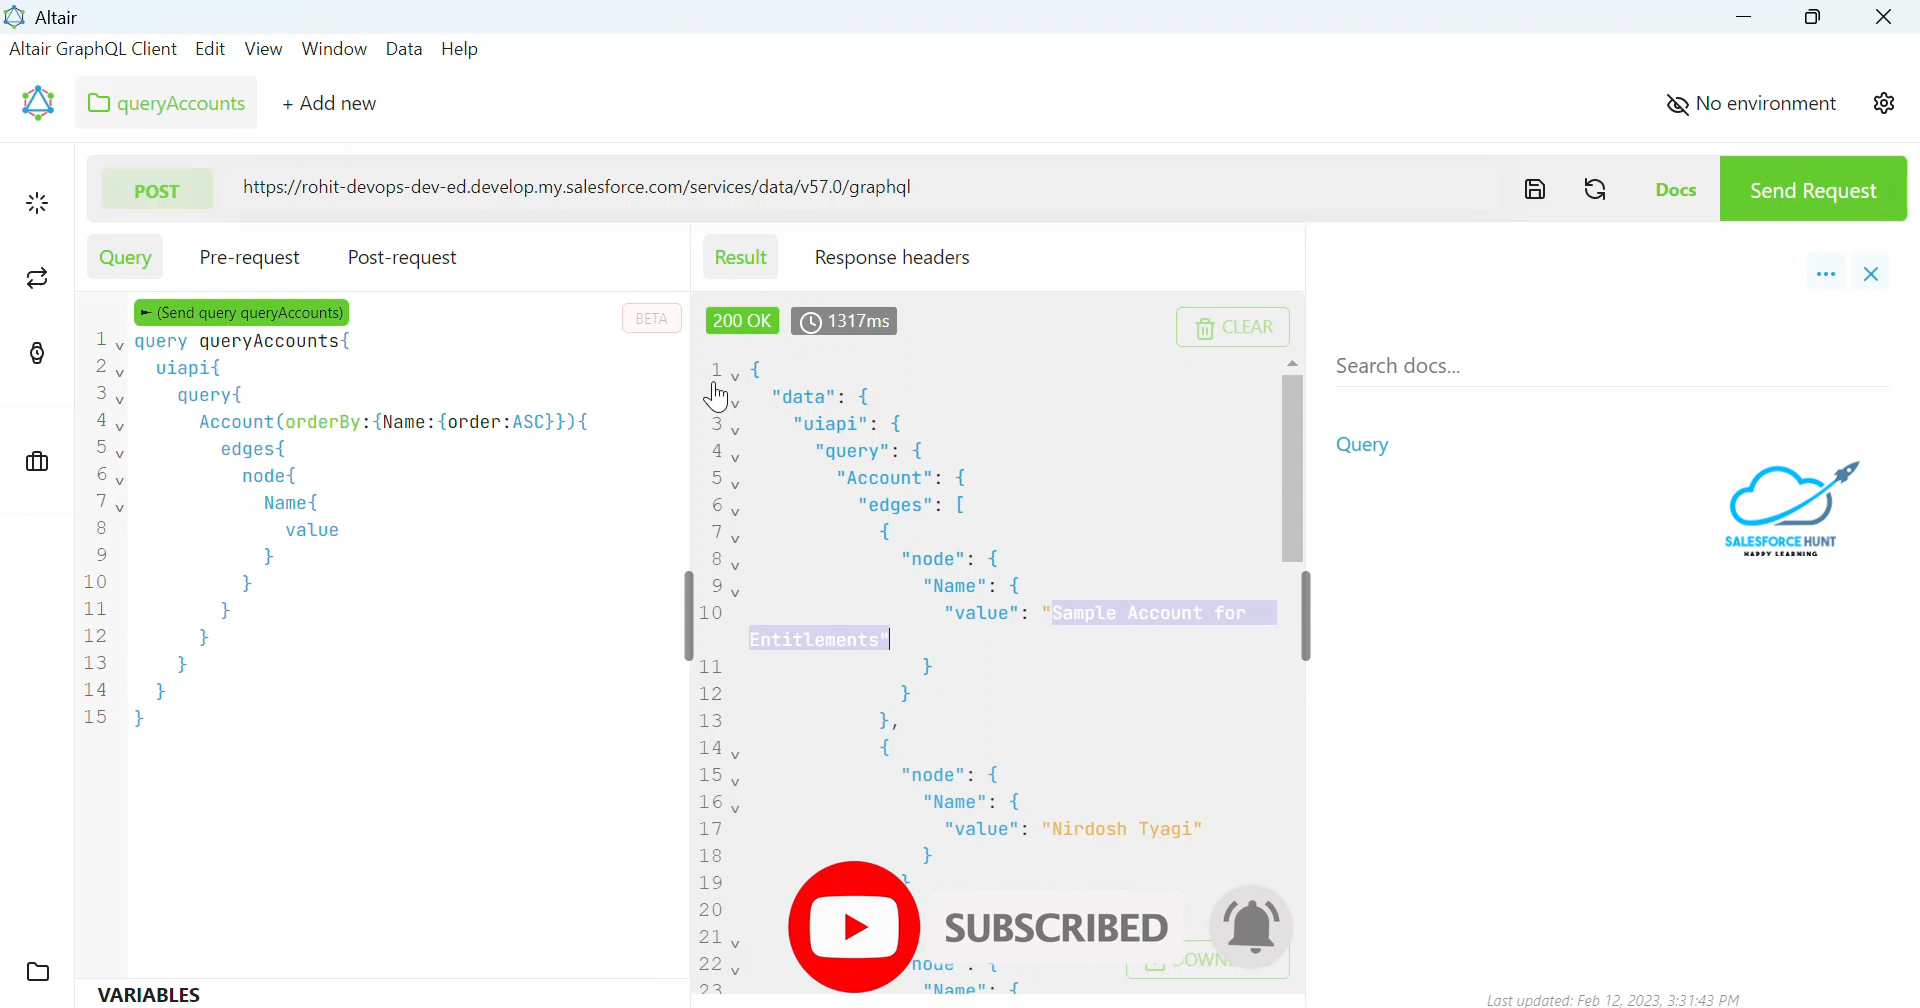 Altair
Altair GraphQL Client Edit View Window Data Help
queryAccounts + Add new No environment
POST https://rohit-devops-dev-ed.develop.my.salesforce.com/services/data/v57.0/graphql Docs Send Request
Query Pre-request Post-request
Result Response headers
(Send query queryAccounts) BETA
1 query queryAccounts{
2 uiapi{
3 query{
4 Account(orderBy:{Name:{order:ASC}}){
5 edges{
6 node{
7 Name{
8 value
9 }
10 }
11 }
12 }
13 }
14 }
15 }
VARIABLES
200 OK 1317ms CLEAR
1 {
"data": {
3 "uiapi": {
4 "query": {
5 "Account": {
6 "edges": [
7 {
8 "node": {
9 "Name": {
10 "value": "Sample Account for
Entitlements"
11 }
12 }
13 },
14 {
15 "node": {
16 "Name": {
17 "value": "Nirdosh Tyagi"
18 }
19 }
20
21
22 "node": {
23 "Name": {
SUBSCRIBED
Search docs...
Query
SALESFORCE HUNT
HAPPY LEARNING
Last updated: Feb 12, 2023, 3:31:43 PM